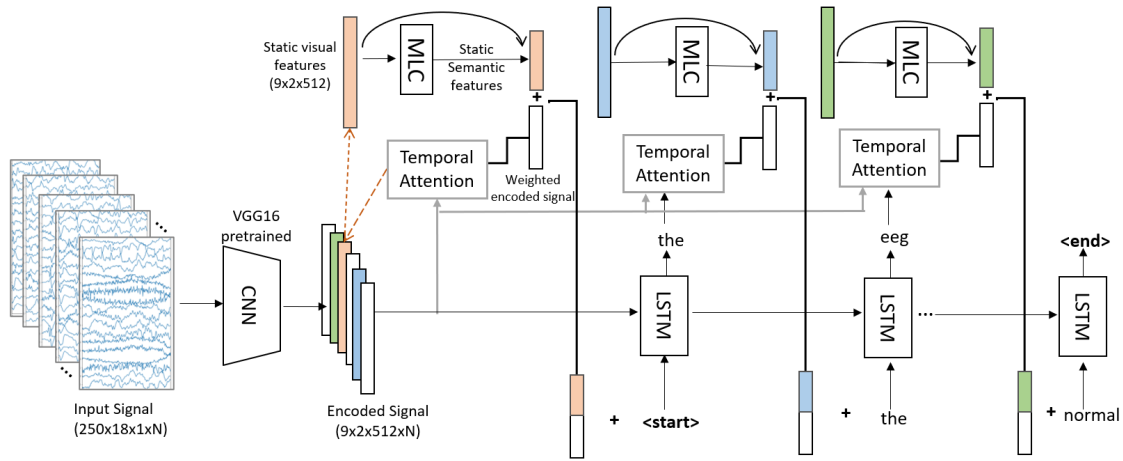 Static visual
features
(9x2x512)
MLC
Static
Semantic
features
+
MLC
+
MLC
+
Temporal
Attention
Weighted
encoded signal
Temporal
Attention
Temporal
Attention
VGG16
pretrained
CNN
the
eeg
<end>
LSTM
LSTM
...
LSTM
Input Signal
(250x18x1xN)
Encoded Signal
(9x2x512xN)
+
<start>
+
the
+
normal